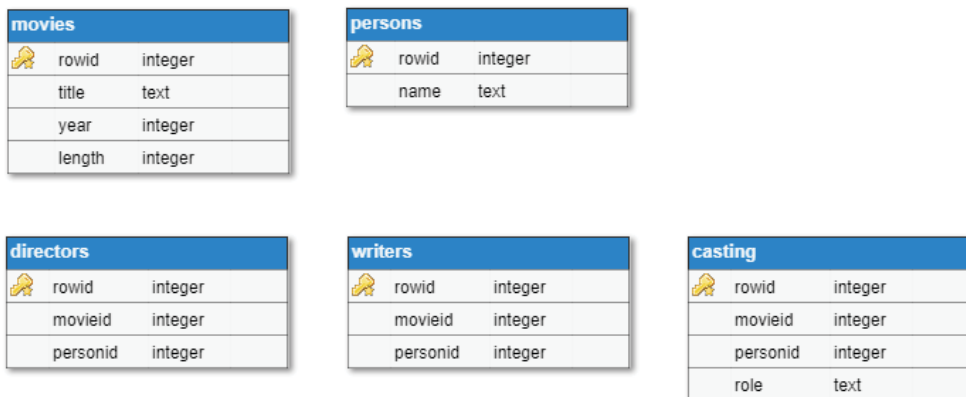 movies
rowid integer
title text
year integer
length integer
persons
rowid integer
name text
directors
rowid integer
movieid integer
personid integer
writers
rowid integer
movieid integer
personid integer
casting
rowid integer
movieid integer
personid integer
role text